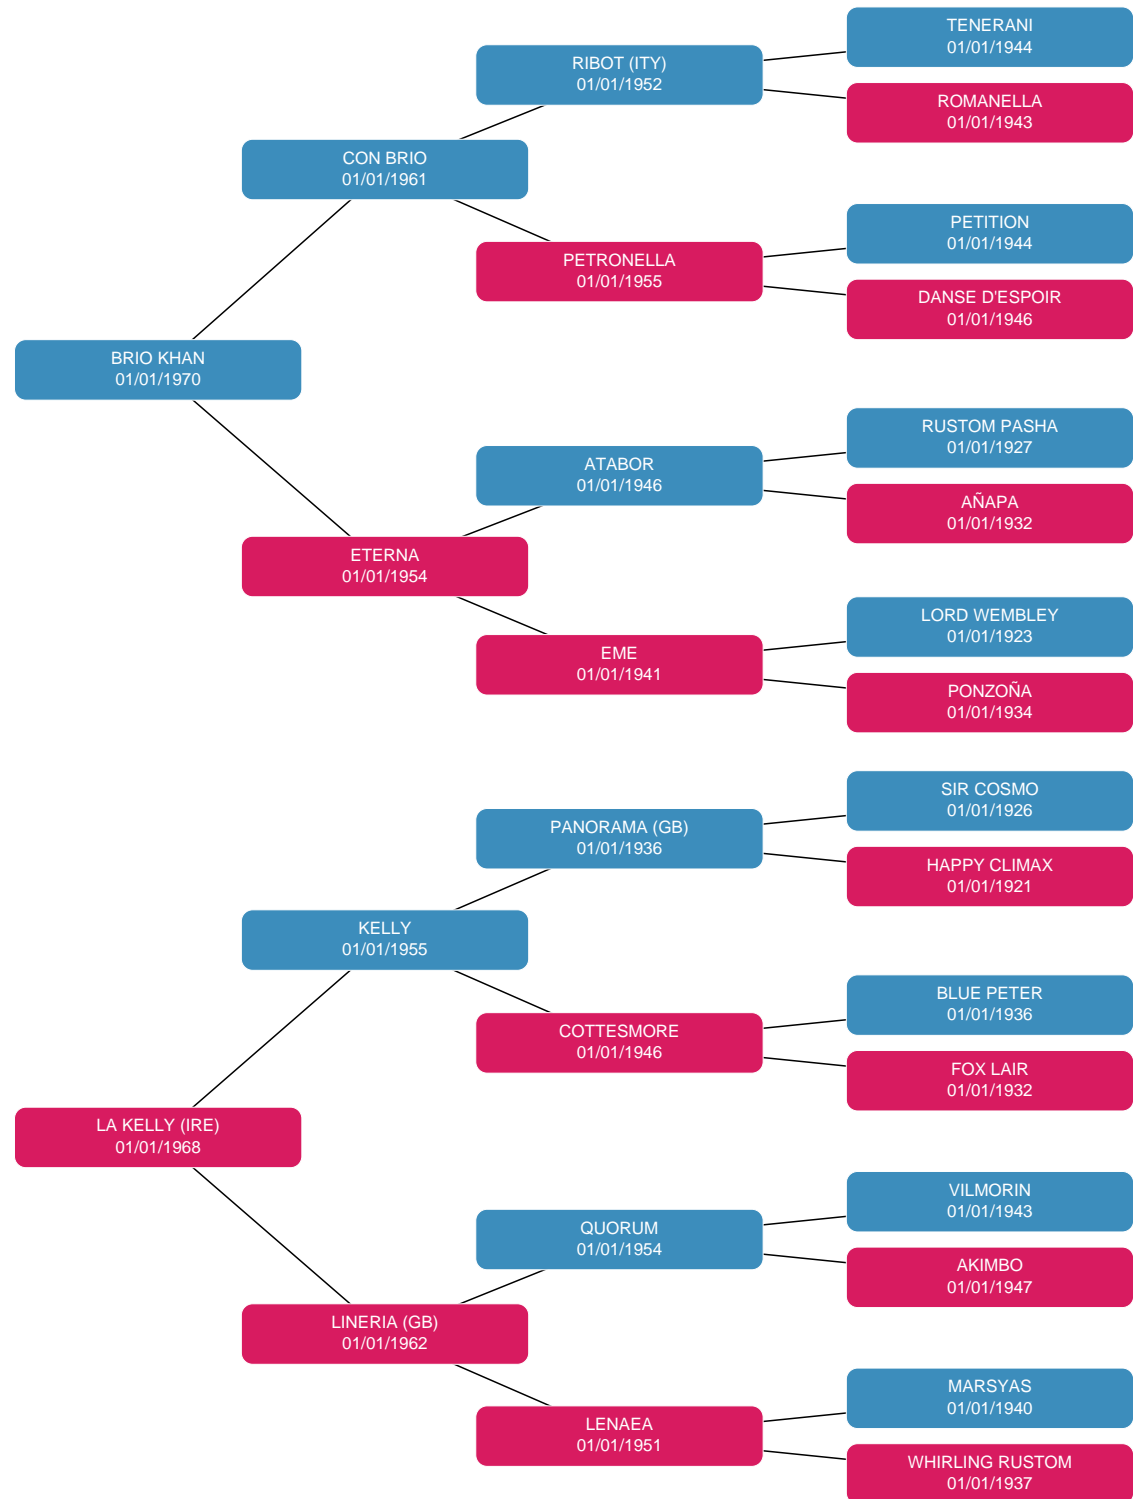 TENERANI
01/01/1944
RIBOT (ITY)
01/01/1952
ROMANELLA
01/01/1943
CON BRIO
01/01/1961
PETITION
01/01/1944
PETRONELLA
01/01/1955
DANSE D'ESPOIR
01/01/1946
BRIO KHAN
01/01/1970
RUSTOM PASHA
01/01/1927
ATABOR
01/01/1946
AÑAPA
01/01/1932
ETERNA
01/01/1954
LORD WEMBLEY
01/01/1923
EME
01/01/1941
PONZOÑA
01/01/1934
SIR COSMO
01/01/1926
PANORAMA (GB)
01/01/1936
HAPPY CLIMAX
01/01/1921
KELLY
01/01/1955
BLUE PETER
01/01/1936
COTTESMORE
01/01/1946
FOX LAIR
01/01/1932
LA KELLY (IRE)
01/01/1968
VILMORIN
01/01/1943
QUORUM
01/01/1954
AKIMBO
01/01/1947
LINERIA (GB)
01/01/1962
MARSYAS
01/01/1940
LENAEA
01/01/1951
WHIRLING RUSTOM
01/01/1937